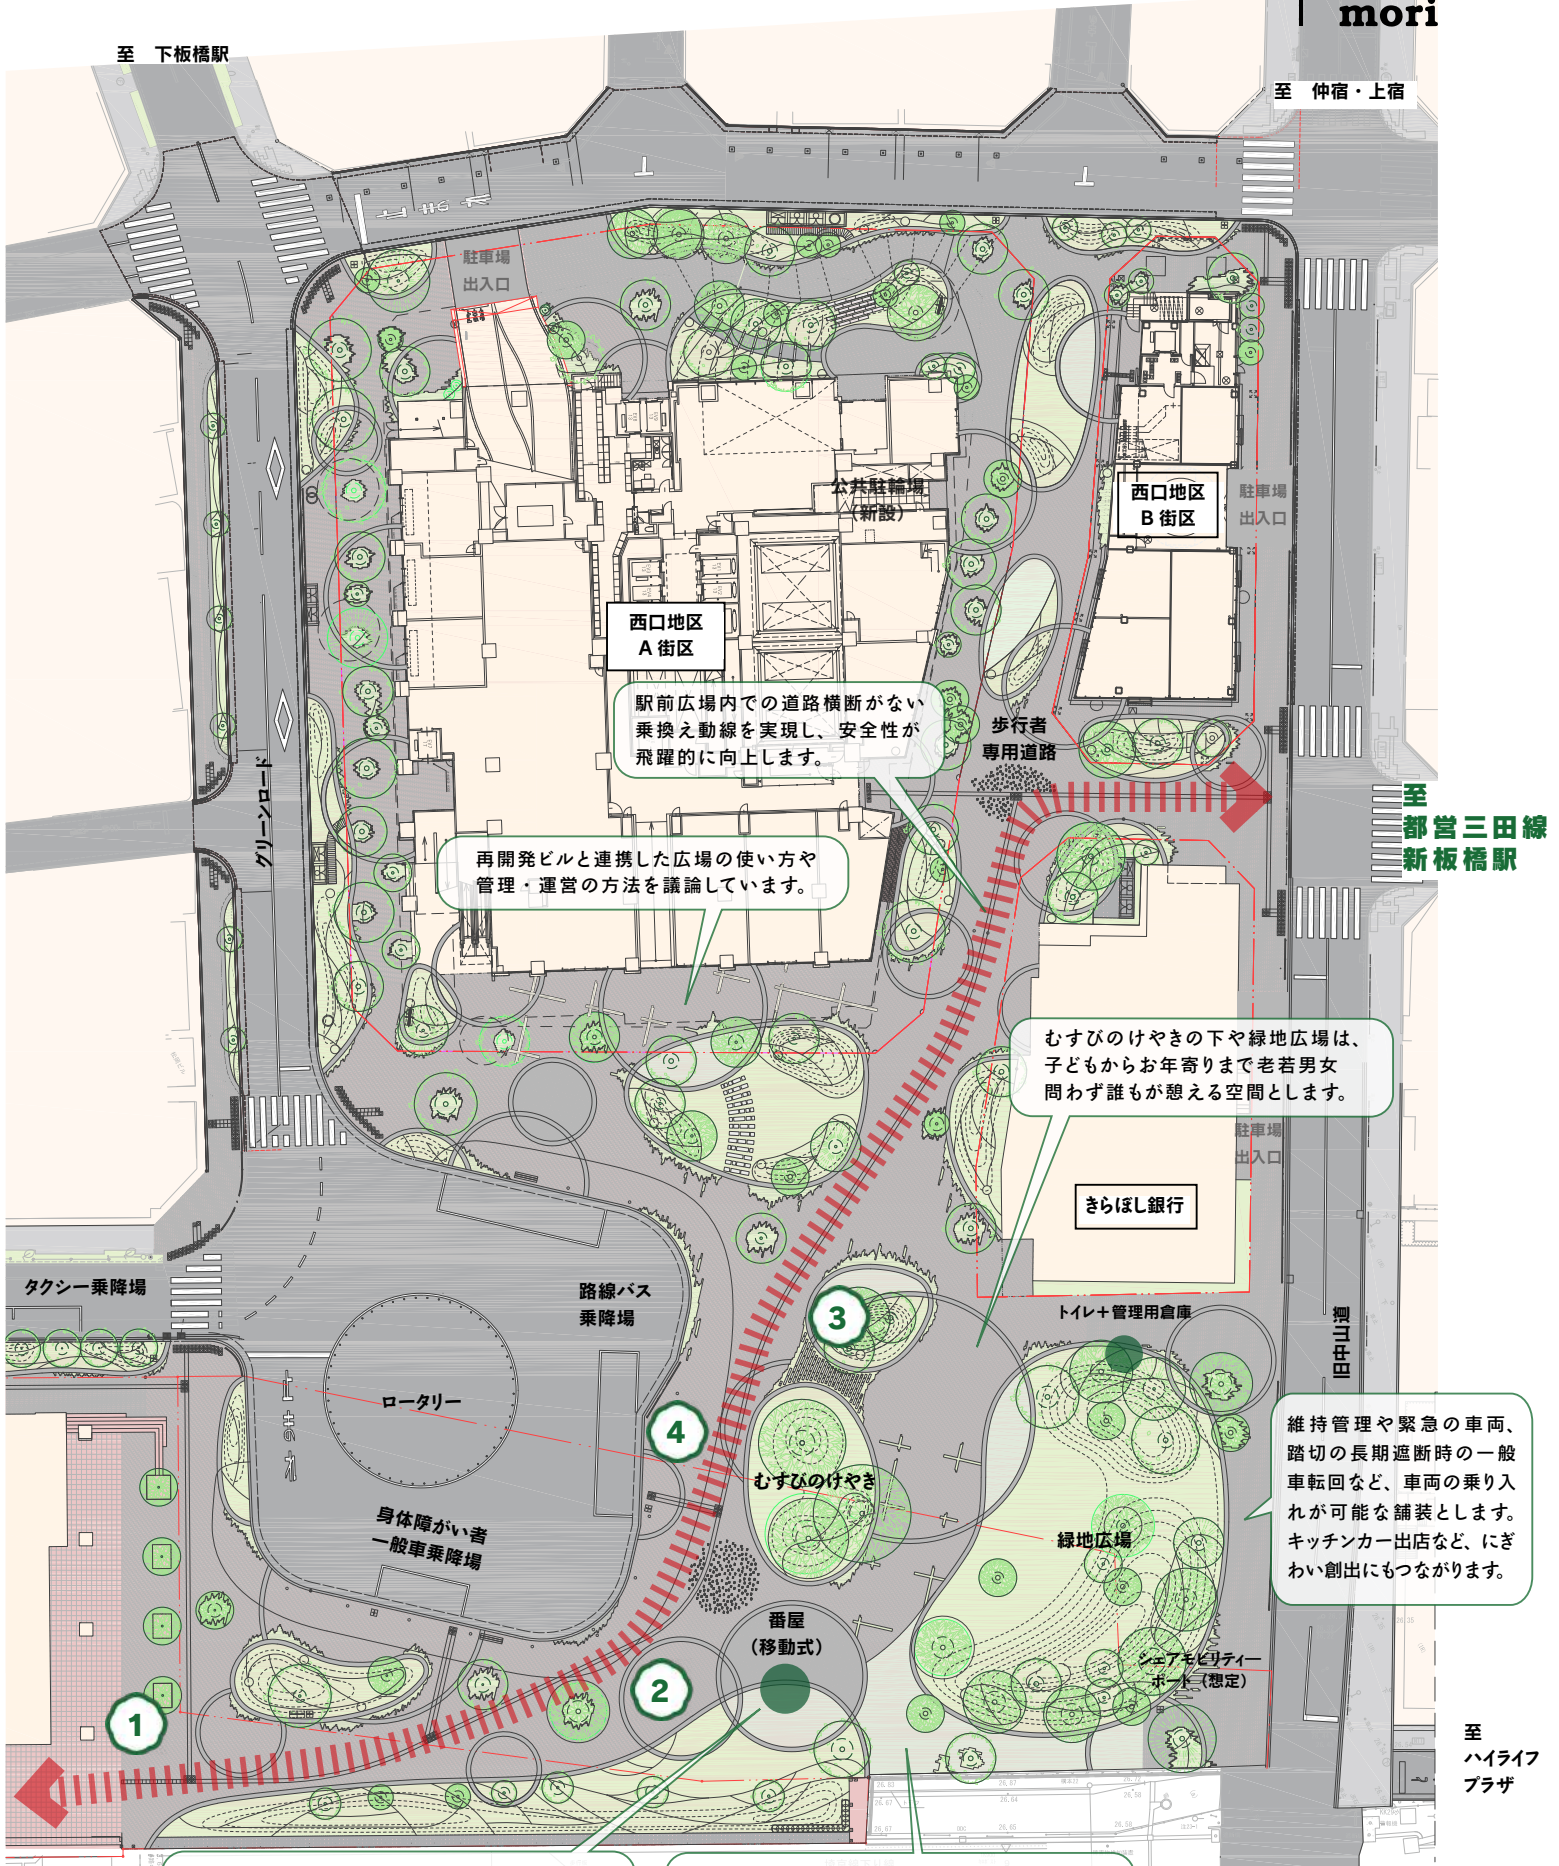 mori
至　下板橋駅
至　仲宿・上宿
駐車場
出入口
公共駐輪場
（新設）
西口地区
B 街区
駐車場
出入口
西口地区
A 街区
駅前広場内での道路横断がない
乗換え動線を実現し、安全性が
飛躍的に向上します。
歩行者
専用道路
グリーンロード
至
都営三田線
新板橋駅
再開発ビルと連携した広場の使い方や
管理・運営の方法を議論しています。
むすびのけやきの下や緑地広場は、
子どもからお年寄りまで老若男女
問わず誰もが憩える空間とします。
駐車場
出入口
きらぼし銀行
タクシー乗降場
路線バス
乗降場
3
トイレ＋管理用倉庫
旧中山道
ロータリー
4
むすびのけやき
維持管理や緊急の車両、
踏切の長期遮断時の一般
車転回など、車両の乗り入
れが可能な舗装とします。
キッチンカー出店など、にぎ
わい創出にもつながります。
身体障がい者
一般車乗降場
緑地広場
番屋
（移動式）
シェアモビリティー
ポート（想定）
2
1
至
ハイライフ
プラザ